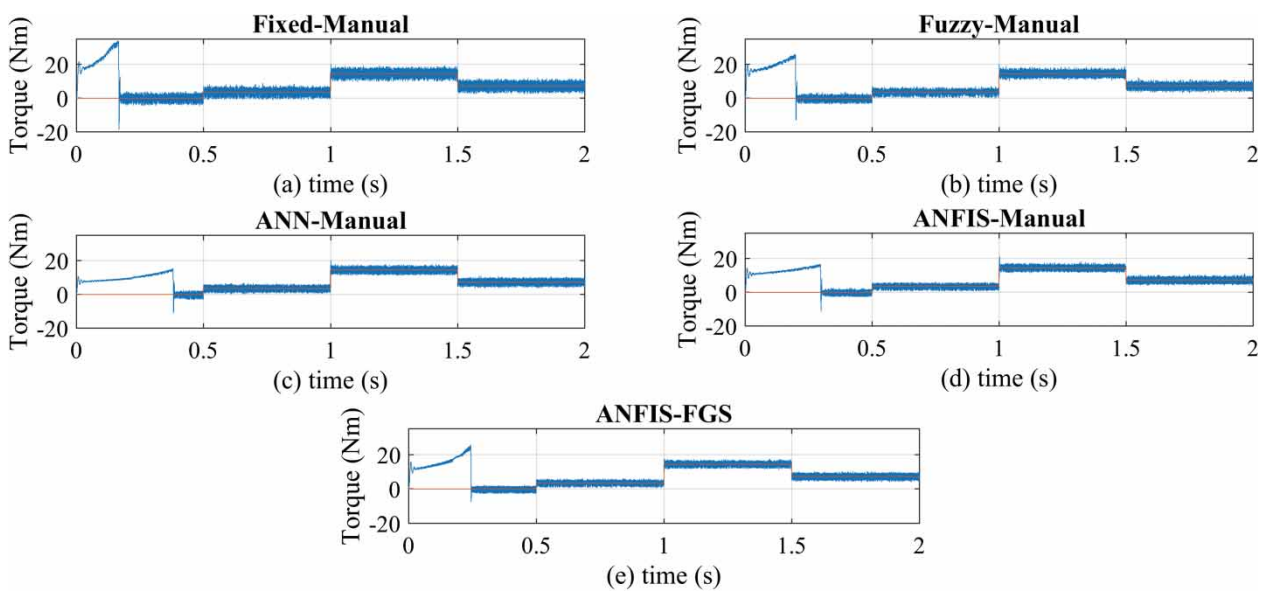 Fixed-Manual
Torque (Nm)
20
0
-20
0 0.5 1 1.5 2
(a) time (s)
Fuzzy-Manual
Torque (Nm)
20
0
-20
0 0.5 1 1.5 2
(b) time (s)
ANN-Manual
Torque (Nm)
20
0
-20
0 0.5 1 1.5 2
(c) time (s)
ANFIS-Manual
Torque (Nm)
20
0
-20
0 0.5 1 1.5 2
(d) time (s)
ANFIS-FGS
Torque (Nm)
20
0
-20
0 0.5 1 1.5 2
(e) time (s)